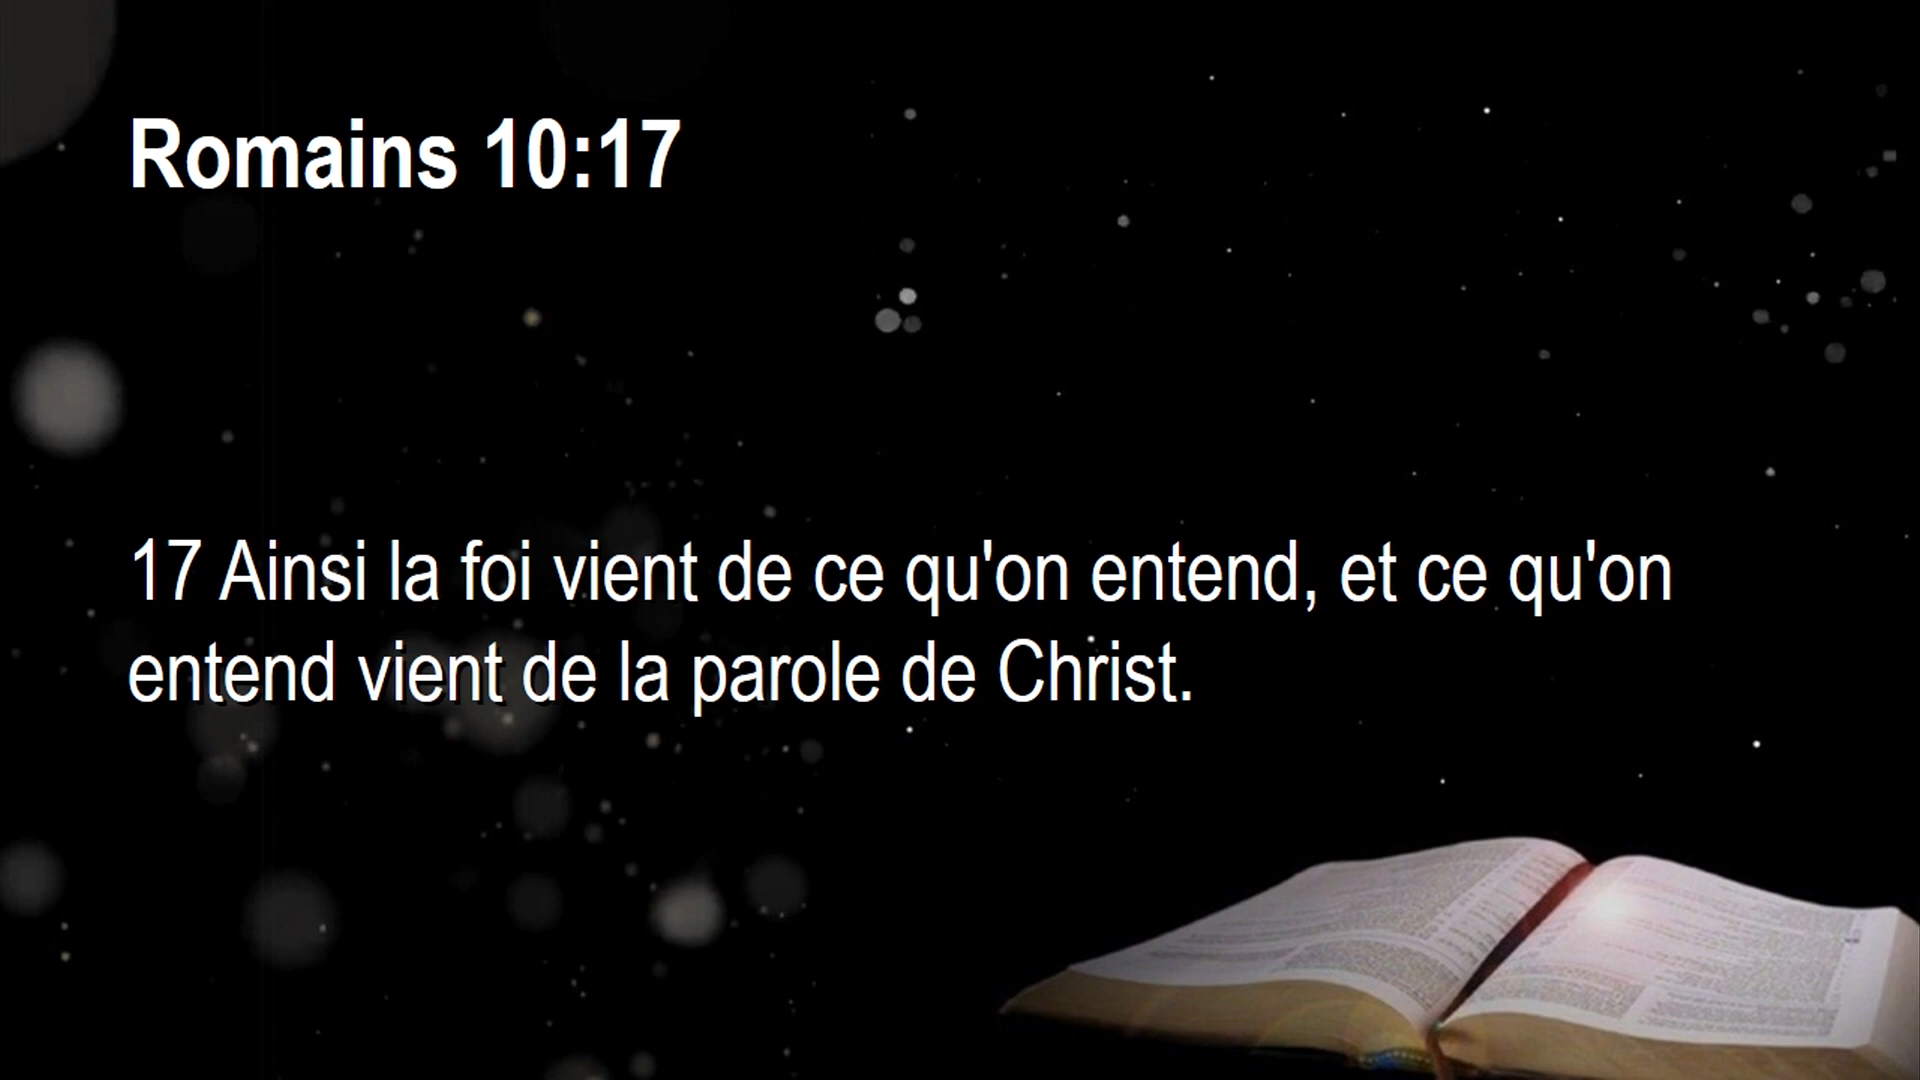 Romains 10:17
17 Ainsi la foi vient de ce qu'on entend, et ce qu'on
entend vient de la parole de Christ.